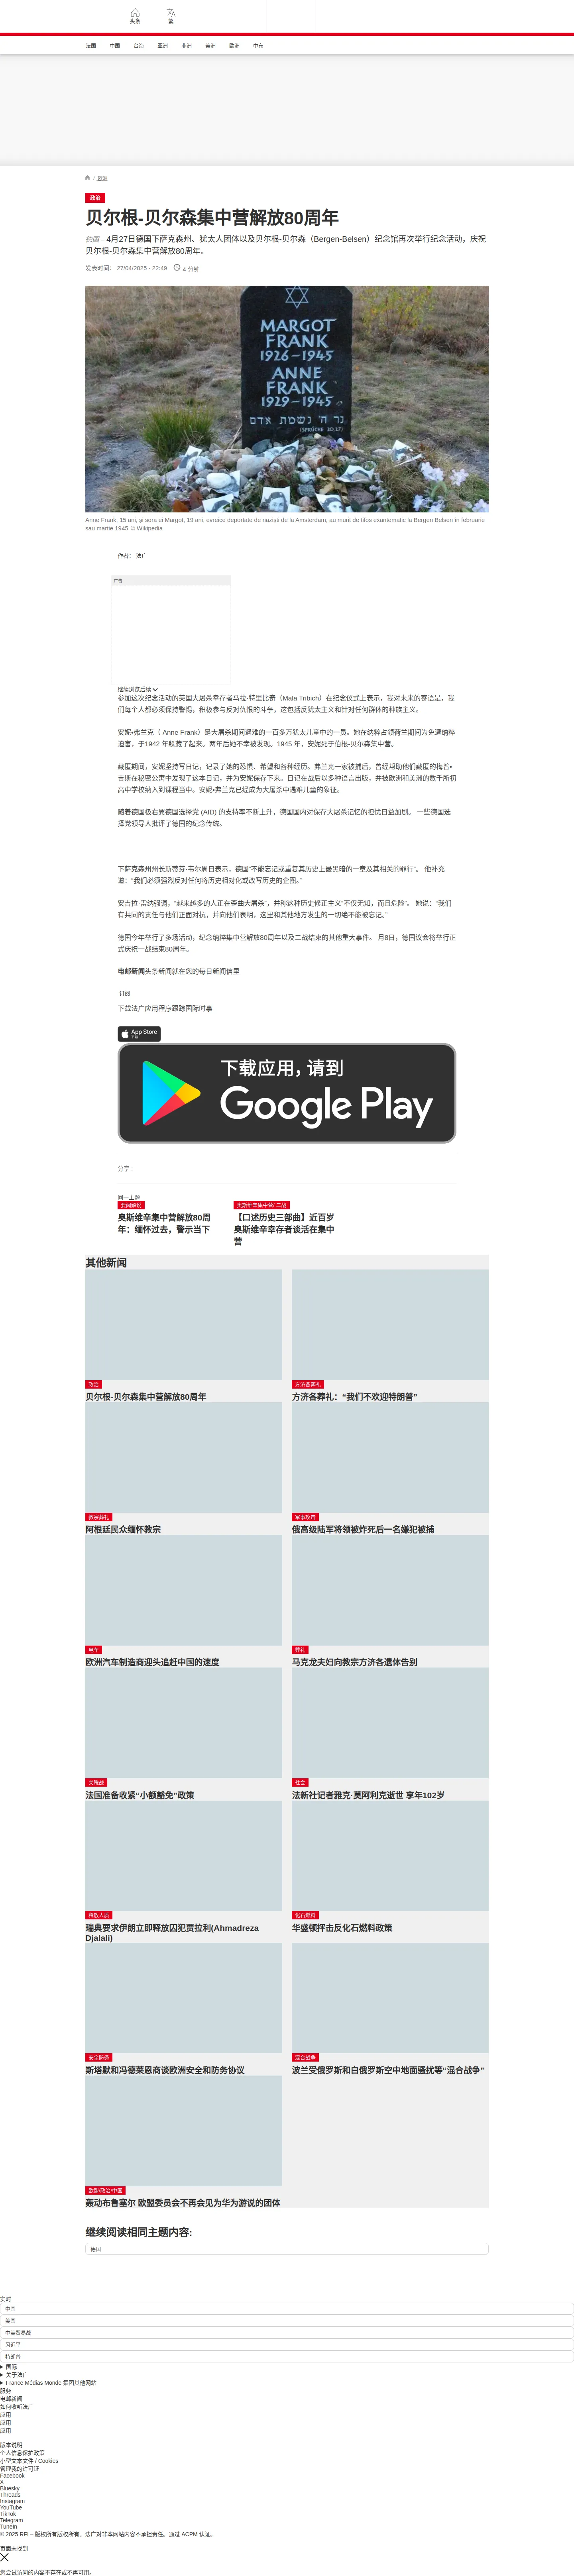 头条
繁
法国
中国
台海
亚洲
非洲
美洲
欧洲
中东
/ 欧洲
政治
贝尔根-贝尔森集中营解放80周年
德国 – 4月27日德国下萨克森州、犹太人团体以及贝尔根-贝尔森（Bergen-Belsen）纪念馆再次举行纪念活动，庆祝
贝尔根-贝尔森集中营解放80周年。
发表时间： 27/04/2025 - 22:49
4 分钟
MARGOT
FRANK
1926-1945
ANNE
FRANK
1929-1945
נר ה' נשמת אדם
(SPRÜCHE 20,27)
Anne Frank, 15 ani, și sora ei Margot, 19 ani, evreice deportate de naziști de la Amsterdam, au murit de tifos exantematic la Bergen Belsen în februarie
sau martie 1945 © Wikipedia
作者： 法广
广告
继续浏览后续
参加这次纪念活动的英国大屠杀幸存者马拉·特里比奇（Mala Tribich）在纪念仪式上表示，我对未来的寄语是，我
们每个人都必须保持警惕，积极参与反对仇恨的斗争，这包括反犹太主义和针对任何群体的种族主义。
安妮•弗兰克（ Anne Frank）是大屠杀期间遇难的一百多万犹太儿童中的一员。她在纳粹占领荷兰期间为免遭纳粹
迫害，于1942 年躲藏了起来。两年后她不幸被发现。1945 年，安妮死于伯根-贝尔森集中营。
藏匿期间，安妮坚持写日记，记录了她的恐惧、希望和各种经历。弗兰克一家被捕后，曾经帮助他们藏匿的梅普•
吉斯在秘密公寓中发现了这本日记，并为安妮保存下来。日记在战后以多种语言出版，并被欧洲和美洲的数千所初
高中学校纳入到课程当中。安妮•弗兰克已经成为大屠杀中遇难儿童的象征。
随着德国极右翼德国选择党 (AfD) 的支持率不断上升，德国国内对保存大屠杀记忆的担忧日益加剧。 一些德国选
择党领导人批评了德国的纪念传统。
下萨克森州州长斯蒂芬·韦尔周日表示，德国“不能忘记或重复其历史上最黑暗的一章及其相关的罪行”。 他补充
道：“我们必须强烈反对任何将历史相对化或改写历史的企图。”
安吉拉·雷纳强调，“越来越多的人正在歪曲大屠杀”，并称这种历史修正主义“不仅无知，而且危险”。 她说：“我们
有共同的责任与他们正面对抗，并向他们表明，这里和其他地方发生的一切绝不能被忘记。”
德国今年举行了多场活动，纪念纳粹集中营解放80周年以及二战结束的其他重大事件。 月8日，德国议会将举行正
式庆祝一战结束80周年。
电邮新闻头条新闻就在您的每日新闻信里
订阅
下载法广应用程序跟踪国际时事
App Store
下载
下载应用，请到
Google Play
分享 :
同一主题
要闻解说
奥斯维辛集中营解放80周
年：缅怀过去，警示当下
奥斯维辛集中营/ 二战
【口述历史三部曲】近百岁
奥斯维辛幸存者谈活在集中
营
其他新闻
政治
贝尔根-贝尔森集中营解放80周年
方济各葬礼
方济各葬礼：“我们不欢迎特朗普”
教宗葬礼
阿根廷民众缅怀教宗
军事攻击
俄高级陆军将领被炸死后一名嫌犯被捕
电车
欧洲汽车制造商迎头追赶中国的速度
葬礼
马克龙夫妇向教宗方济各遗体告别
关税战
法国准备收紧“小额豁免”政策
社会
法新社记者雅克·莫阿利克逝世 享年102岁
释放人质
瑞典要求伊朗立即释放囚犯贾拉利(Ahmadreza
Djalali)
化石燃料
华盛顿抨击反化石燃料政策
安全防务
斯塔默和冯德莱恩商谈欧洲安全和防务协议
混合战争
波兰受俄罗斯和白俄罗斯空中地面骚扰等“混合战争”
欧盟/政治/中国
轰动布鲁塞尔 欧盟委员会不再会见为华为游说的团体
继续阅读相同主题内容:
德国
实时
中国
美国
中美贸易战
习近平
特朗普
国际
关于法广
France Médias Monde 集团其他网站
服务
电邮新闻
如何收听法广
应用
应用
应用
版本说明
个人信息保护政策
小型文本文件 / Cookies
管理我的许可证
Facebook
X
Bluesky
Threads
Instagram
YouTube
TikTok
Telegram
TuneIn
© 2025 RFI – 版权所有版权所有。法广对非本网站内容不承担责任。通过 ACPM 认证。
页面未找到
您尝试访问的内容不存在或不再可用。